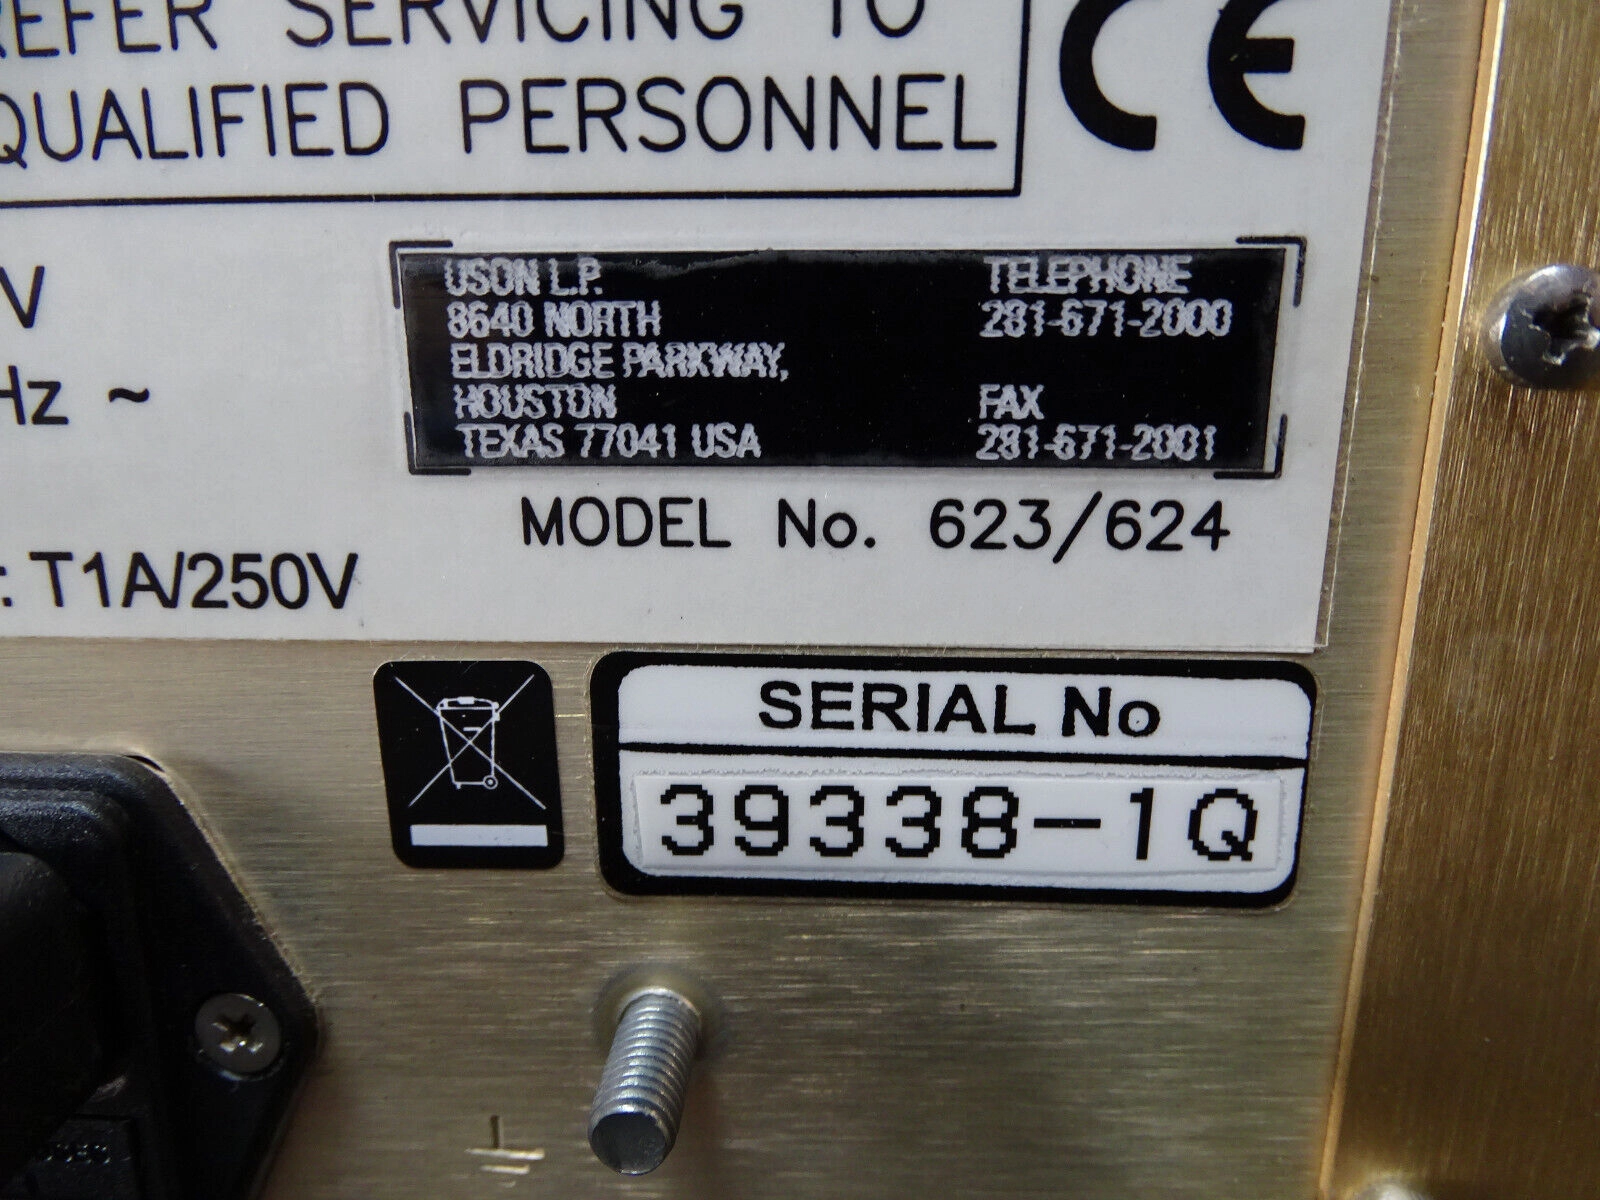 REFER SERVICING TO
QUALIFIED PERSONNEL
CE
V
Hz ~
: T1A/250V
USON L.P.
8640 NORTH
ELDRIDGE PARKWAY,
HOUSTON
TEXAS 77041 USA
TELEPHONE
281-671-2000
FAX
281-671-2001
MODEL No. 623/624
SERIAL No
39338-1Q